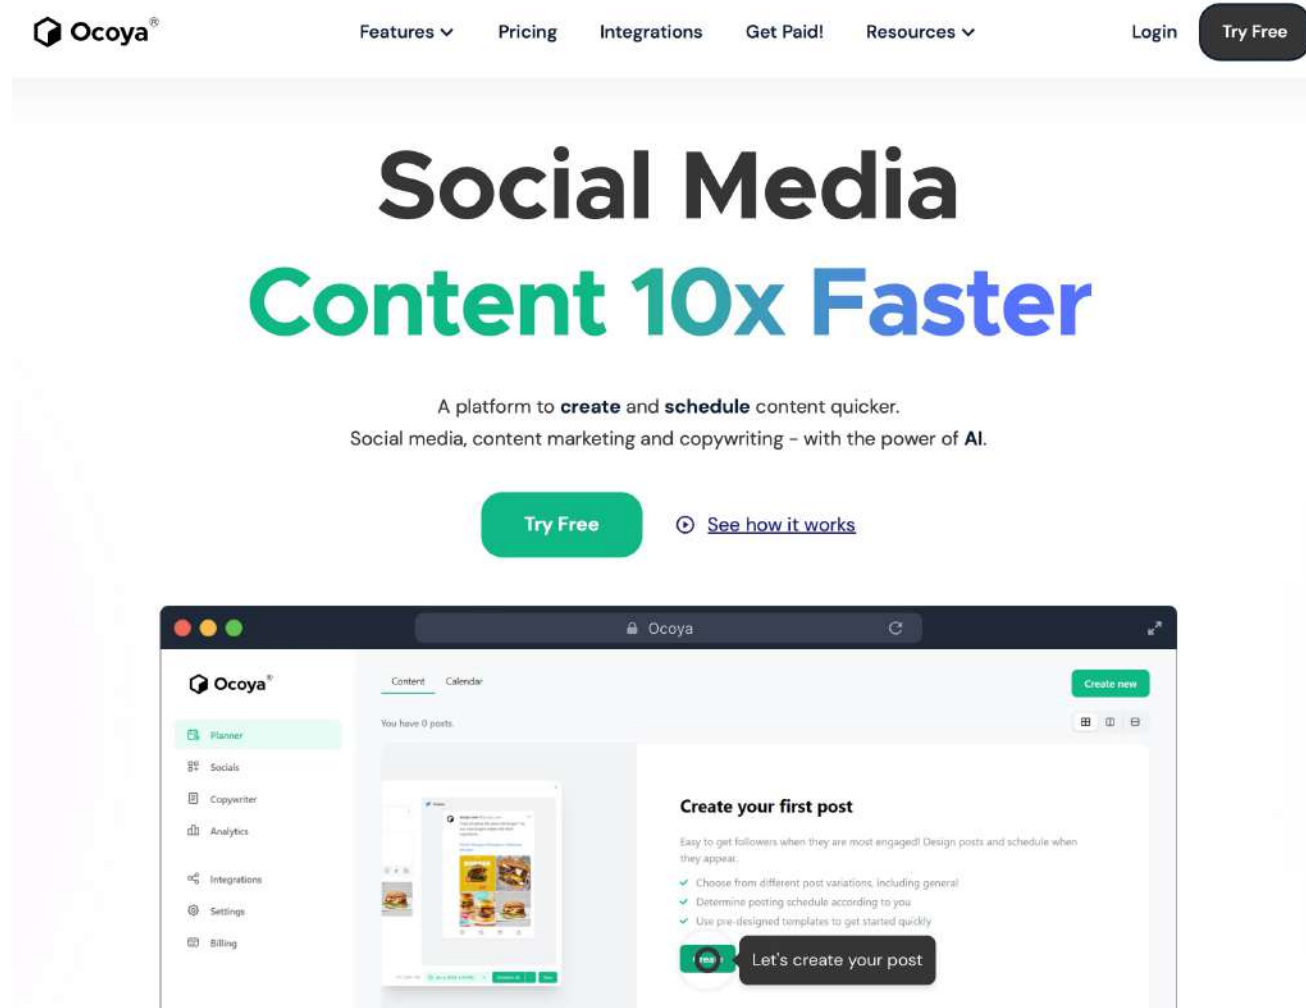 Ocoya®
Features
Pricing
Integrations
Get Paid!
Resources
Login
Try Free
Social Media
Content 10x Faster
A platform to create and schedule content quicker.
Social media, content marketing and copywriting - with the power of AI.
Try Free
See how it works
Ocoya
Ocoya®
Content
Calendar
Create new
You have 0 posts.
Planner
Socials
Copywriter
Analytics
Integrations
Settings
Billing
Create your first post
Easy to get followers when they are most engaged! Design posts and schedule when
they appear.
Choose from different post variations, including general
Determine posting schedule according to you
Use pre-designed templates to get started quickly
Create
Let's create your post